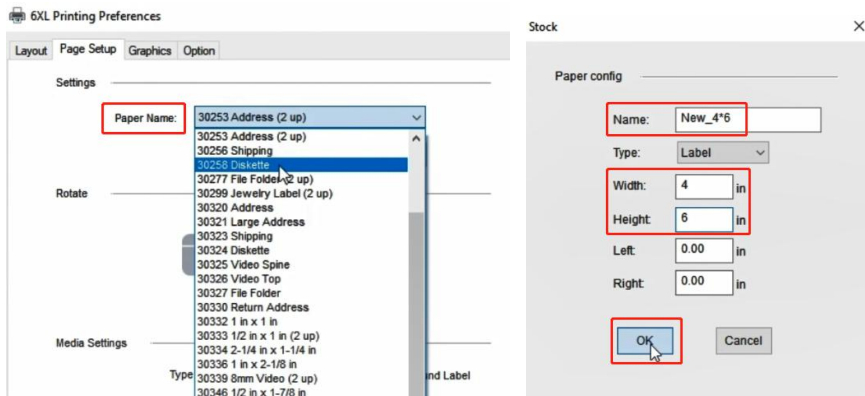 6XL Printing Preferences
Layout Page Setup Graphics Option
Settings
Paper Name: 30253 Address (2 up)
30253 Address (2 up)
30256 Shipping
30258 Diskette
30277 File Folder (2 up)
Rotate
30299 Jewelry Label (2 up)
30320 Address
30321 Large Address
30323 Shipping
30324 Diskette
30325 Video Spine
30326 Video Top
30327 File Folder
30330 Return Address
30332 1 in x 1 in
30333 1/2 in x 1 in (2 up)
Media Settings
30334 2-1/4 in x 1-1/4 in
30336 1 in x 2-1/8 in
Type 30339 8mm Video (2 up) nd Label
30346 1/2 in x 1-7/8 in
Stock
Paper config
Name: New_4*6
Type: Label
Width: 4 in
Height: 6 in
Left: 0.00 in
Right: 0.00 in
OK Cancel